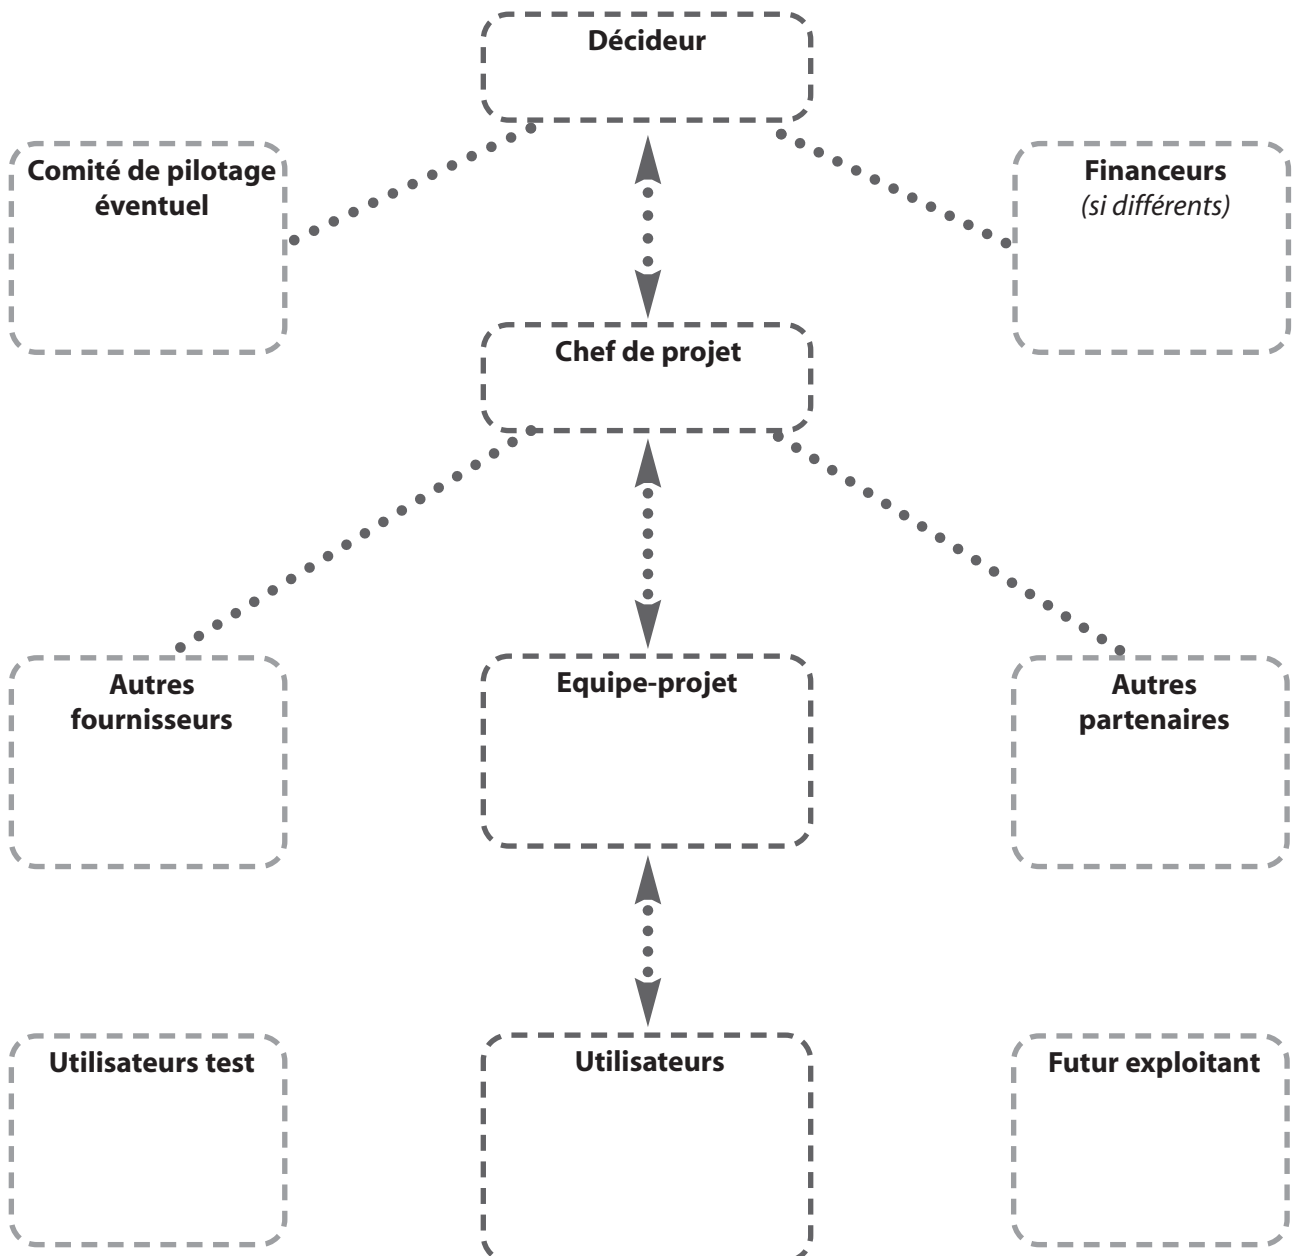 Décideur
Comité de pilotage
éventuel
Financeurs
(si différents)
Chef de projet
Autres
fournisseurs
Equipe-projet
Autres
partenaires
Utilisateurs test
Utilisateurs
Futur exploitant